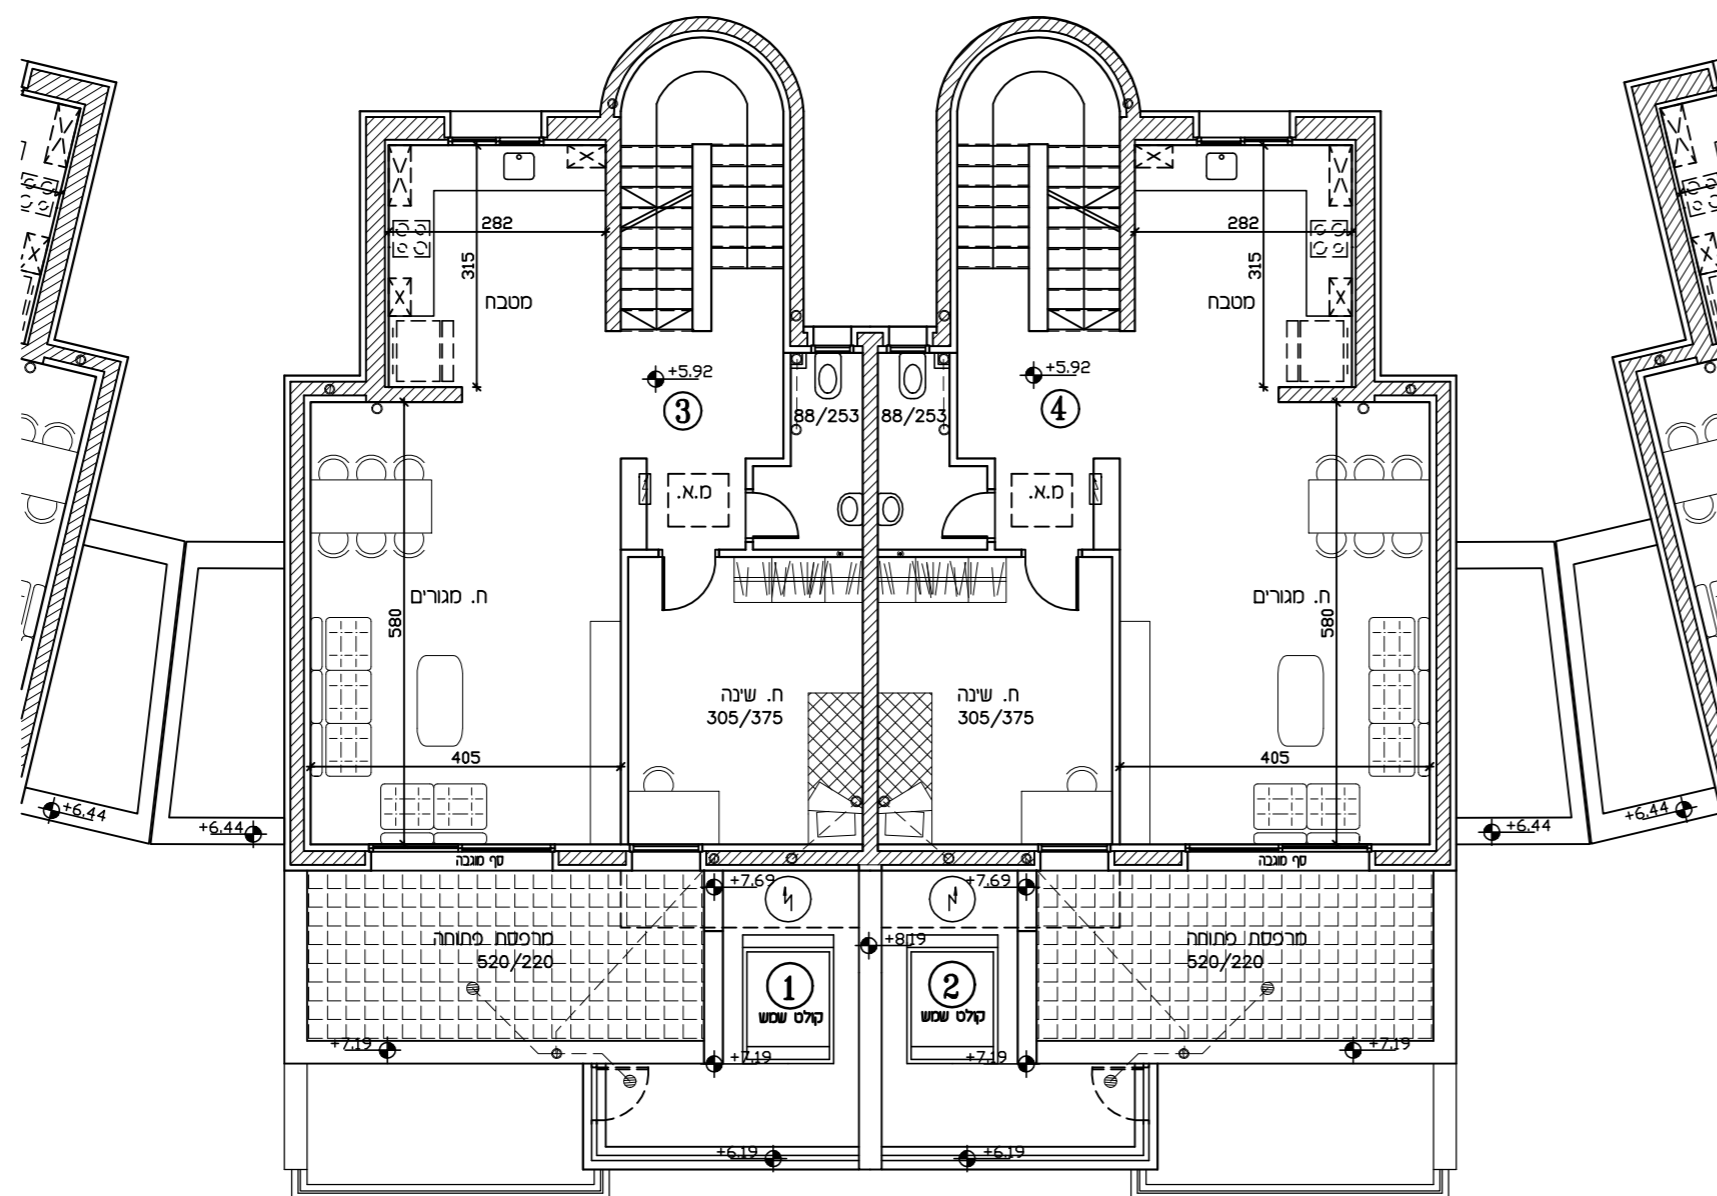 282
282
315
315
מטבח
מטבח
+5.92
+5.92
3
4
88/253
88/253
מ.א.
מ.א.
ח. מגורים
ח. מגורים
580
580
ח. שינה
305/375
ח. שינה
305/375
405
405
+6.44
+6.44
+6.44
+6.44
סף מוגבה
סף מוגבה
+7.69
+7.69
+8.19
מרפסת פתוחה
520/220
מרפסת פתוחה
520/220
1
קולט שמש
2
קולט שמש
+7.19
+7.19
+7.19
+7.19
+6.19
+6.19